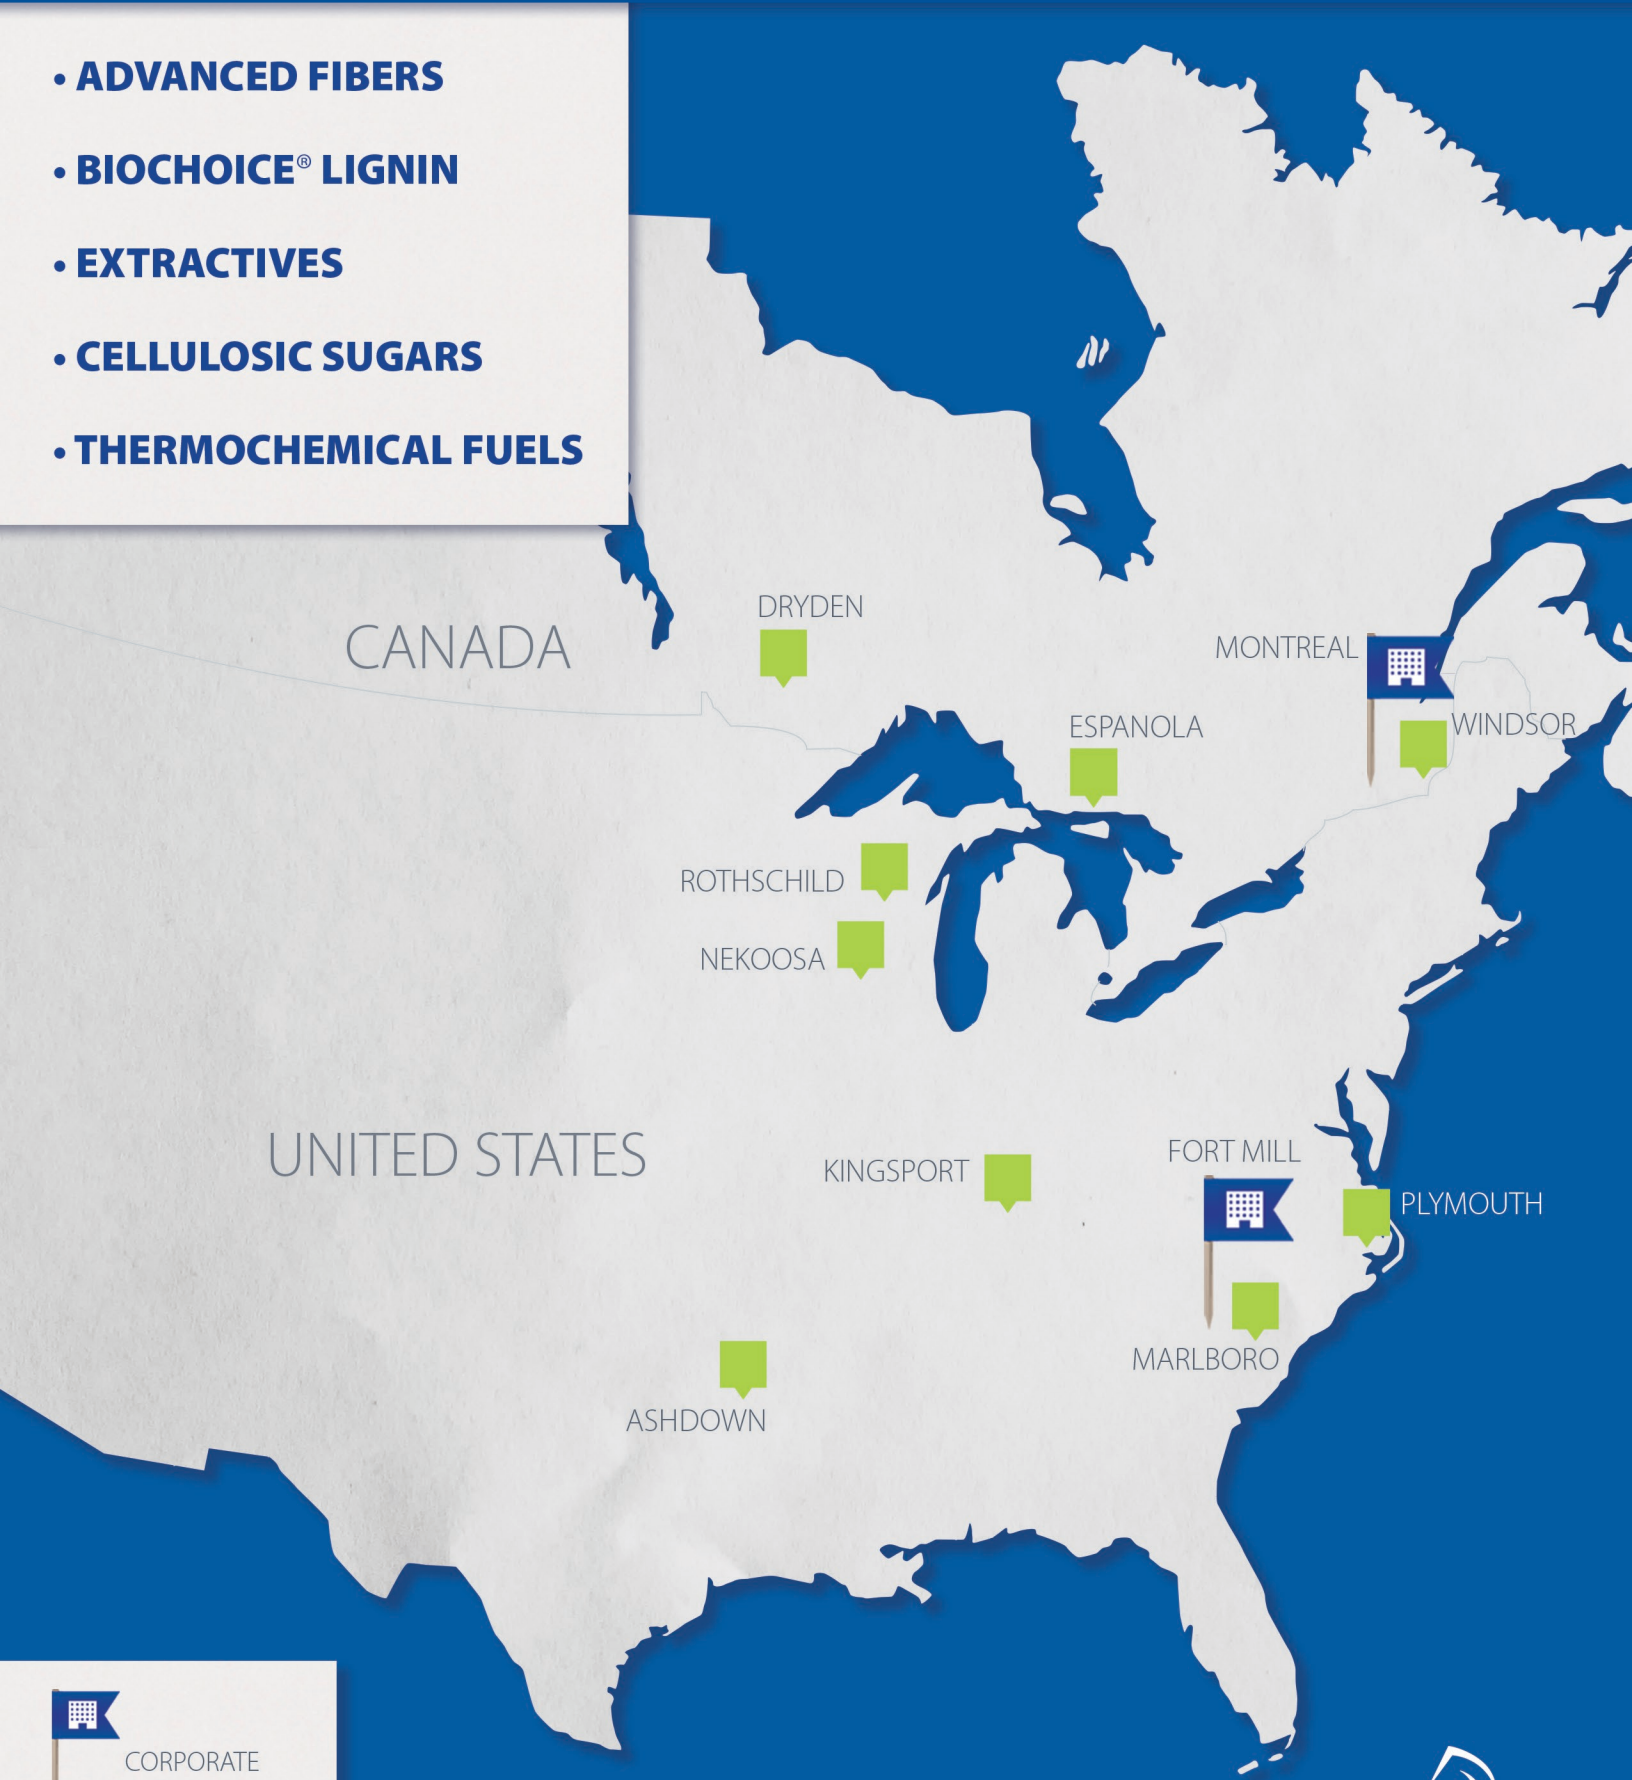 • ADVANCED FIBERS
• BIOCHOICE® LIGNIN
• EXTRACTIVES
• CELLULOSIC SUGARS
• THERMOCHEMICAL FUELS
DRYDEN
CANADA
MONTREAL
ESPANOLA
WINDSOR
ROTHSCHILD
NEKOOSA
UNITED STATES
FORT MILL
KINGSPORT
PLYMOUTH
MARLBORO
ASHDOWN
CORPORATE